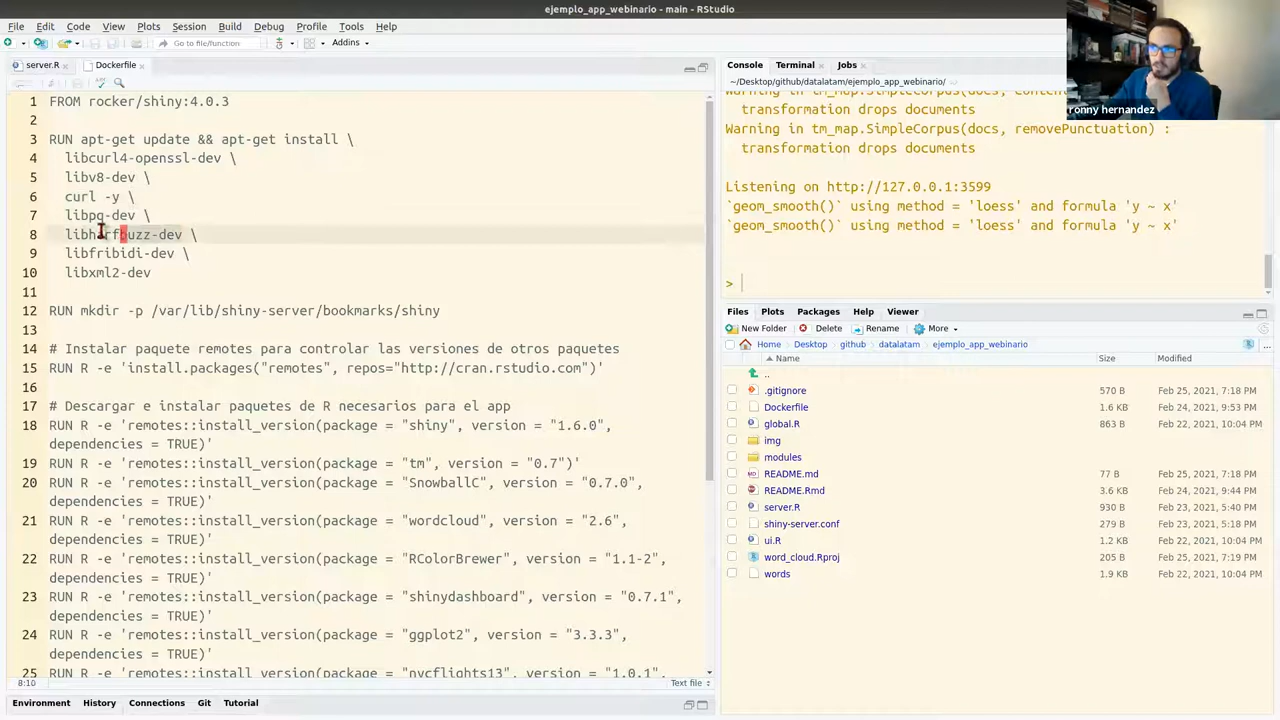 ejemplo_app_webinario - main - RStudio
File Edit Code View Plots Session Build Debug Profile Tools Help
Go to file/function Addins
server.R Dockerfile
1 FROM rocker/shiny:4.0.3
2
3 RUN apt-get update && apt-get install \
4 libcurl4-openssl-dev \
5 libv8-dev \
6 curl -y \
7 libpq-dev \
8 libharfbuzz-dev \
9 libfribidi-dev \
10 libxml2-dev
11
12 RUN mkdir -p /var/lib/shiny-server/bookmarks/shiny
13
14 # Instalar paquete remotes para controlar las versiones de otros paquetes
15 RUN R -e 'install.packages("remotes", repos="http://cran.rstudio.com")'
16
17 # Descargar e instalar paquetes de R necesarios para el app
18 RUN R -e 'remotes::install_version(package = "shiny", version = "1.6.0",
dependencies = TRUE)'
19 RUN R -e 'remotes::install_version(package = "tm", version = "0.7")'
20 RUN R -e 'remotes::install_version(package = "SnowballC", version = "0.7.0",
dependencies = TRUE)'
21 RUN R -e 'remotes::install_version(package = "wordcloud", version = "2.6",
dependencies = TRUE)'
22 RUN R -e 'remotes::install_version(package = "RColorBrewer", version = "1.1-2",
dependencies = TRUE)'
23 RUN R -e 'remotes::install_version(package = "shinydashboard", version = "0.7.1",
dependencies = TRUE)'
24 RUN R -e 'remotes::install_version(package = "ggplot2", version = "3.3.3",
dependencies = TRUE)'
25 RUN R -e 'remotes::install_version(package = "nycflights13", version = "1.0.1",
8:10 Text file
Environment History Connections Git Tutorial
Console Terminal Jobs
~/Desktop/github/datalatam/ejemplo_app_webinario/
Warning in tm_map.SimpleCorpus(docs, conten
transformation drops documents
Warning in tm_map.SimpleCorpus(docs, removePunctuation) :
transformation drops documents
Listening on http://127.0.0.1:3599
`geom_smooth()` using method = 'loess' and formula 'y ~ x'
`geom_smooth()` using method = 'loess' and formula 'y ~ x'
>
ronny hernandez
Files Plots Packages Help Viewer
New Folder Delete Rename More
Home Desktop github datalatam ejemplo_app_webinario ...
Name Size Modified
..
.gitignore 570 B Feb 25, 2021, 7:18 PM
Dockerfile 1.6 KB Feb 24, 2021, 9:53 PM
global.R 863 B Feb 22, 2021, 10:04 PM
img
modules
README.md 77 B Feb 25, 2021, 7:18 PM
README.Rmd 3.6 KB Feb 24, 2021, 9:44 PM
server.R 930 B Feb 23, 2021, 5:40 PM
shiny-server.conf 279 B Feb 23, 2021, 5:18 PM
ui.R 1.2 KB Feb 22, 2021, 10:04 PM
word_cloud.Rproj 205 B Feb 25, 2021, 7:19 PM
words 1.9 KB Feb 22, 2021, 10:04 PM